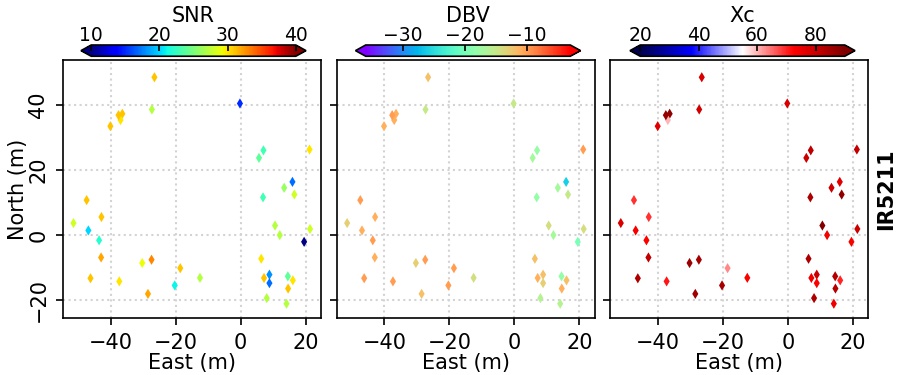 SNR DBV Xc
10 20 30 40 −30 −20 −10 20 40 60 80
40
20
0
−20
North (m)
IR5211
−40 −20 0 20 −40 −20 0 20 −40 −20 0 20
East (m) East (m) East (m)